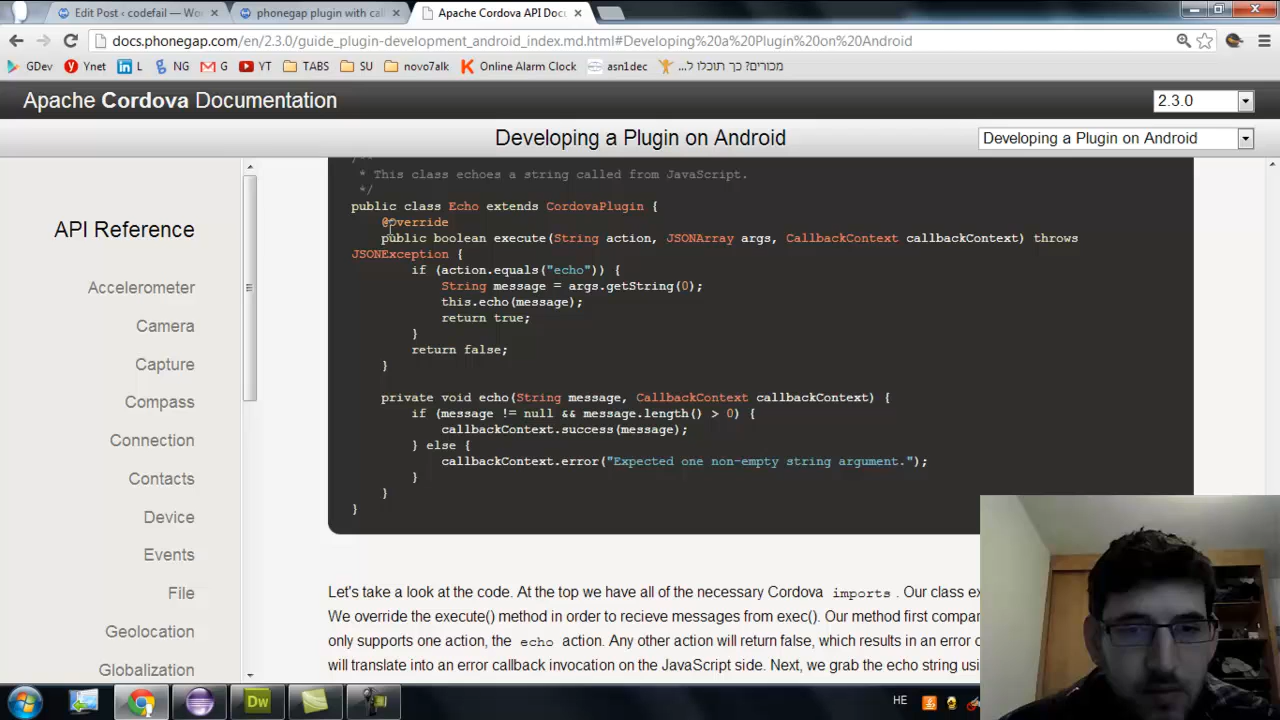 Edit Post ‹ codefail — Wo
phonegap plugin with cal
Apache Cordova API Docu
docs.phonegap.com/en/2.3.0/guide_plugin-development_android_index.md.html#Developing%20a%20Plugin%20on%20Android
GDev Ynet L NG G YT TABS SU novo7alk Online Alarm Clock asn1dec מכורים? כך תוכלו ל...
Apache Cordova Documentation
2.3.0
Developing a Plugin on Android
Developing a Plugin on Android
API Reference
Accelerometer
Camera
Capture
Compass
Connection
Contacts
Device
Events
File
Geolocation
Globalization
/**
* This class echoes a string called from JavaScript.
*/
public class Echo extends CordovaPlugin {
@Override
public boolean execute(String action, JSONArray args, CallbackContext callbackContext) throws
JSONException {
if (action.equals("echo")) {
String message = args.getString(0);
this.echo(message);
return true;
}
return false;
}
private void echo(String message, CallbackContext callbackContext) {
if (message != null && message.length() > 0) {
callbackContext.success(message);
} else {
callbackContext.error("Expected one non-empty string argument.");
}
}
}
Let's take a look at the code. At the top we have all of the necessary Cordova imports . Our class ex
We override the execute() method in order to recieve messages from exec(). Our method first compar
only supports one action, the echo action. Any other action will return false, which results in an error o
will translate into an error callback invocation on the JavaScript side. Next, we grab the echo string usi
Dw
HE